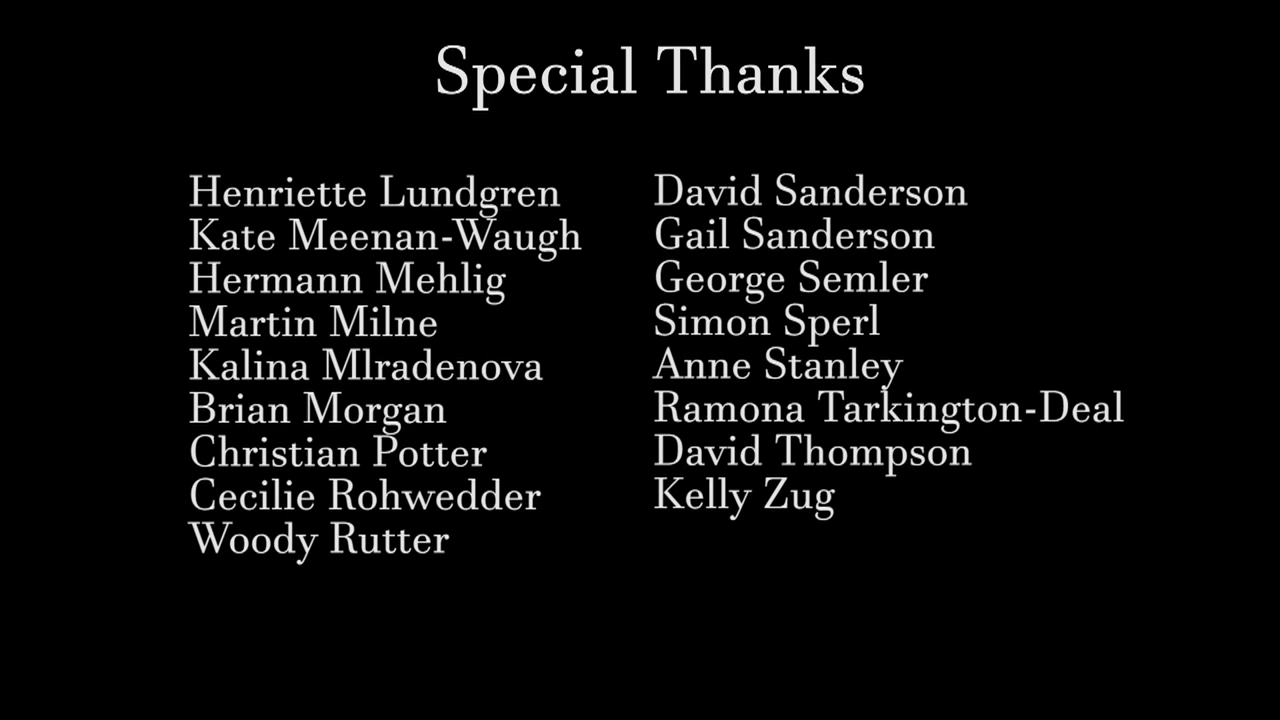 Special Thanks
Henriette Lundgren
Kate Meenan-Waugh
Hermann Mehlig
Martin Milne
Kalina Mlradenova
Brian Morgan
Christian Potter
Cecilie Rohwedder
Woody Rutter
David Sanderson
Gail Sanderson
George Semler
Simon Sperl
Anne Stanley
Ramona Tarkington-Deal
David Thompson
Kelly Zug